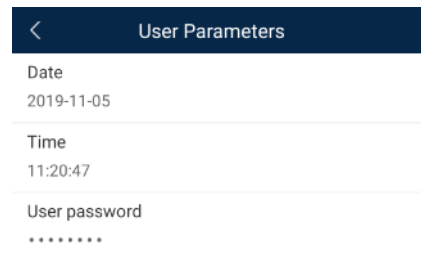 User Parameters
Date
2019-11-05
Time
11:20:47
User password
••••••••